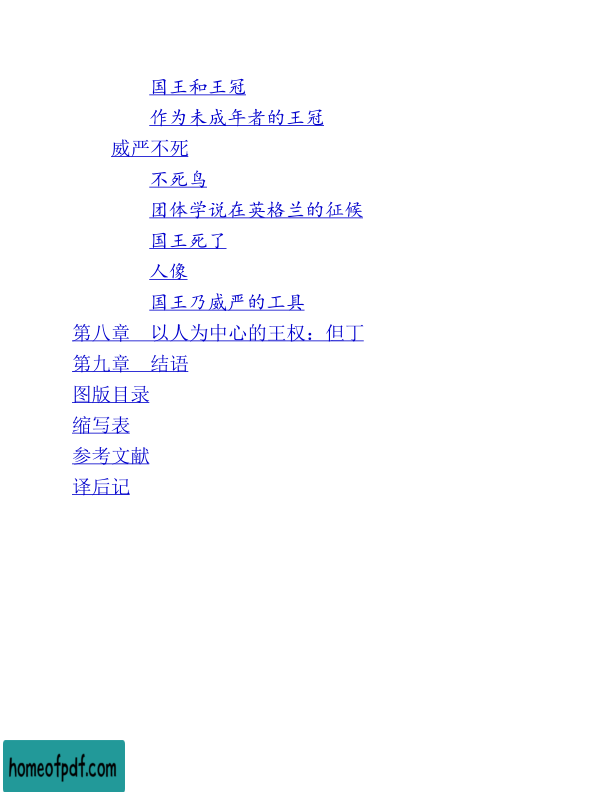 国王和王冠
作为未成年者的王冠
威严不死
不死鸟
团体学说在英格兰的征候
国王死了
人像
国王乃威严的工具
第八章　以人为中心的王权：但丁
第九章　结语
图版目录
缩写表
参考文献
译后记
homeofpdf.com